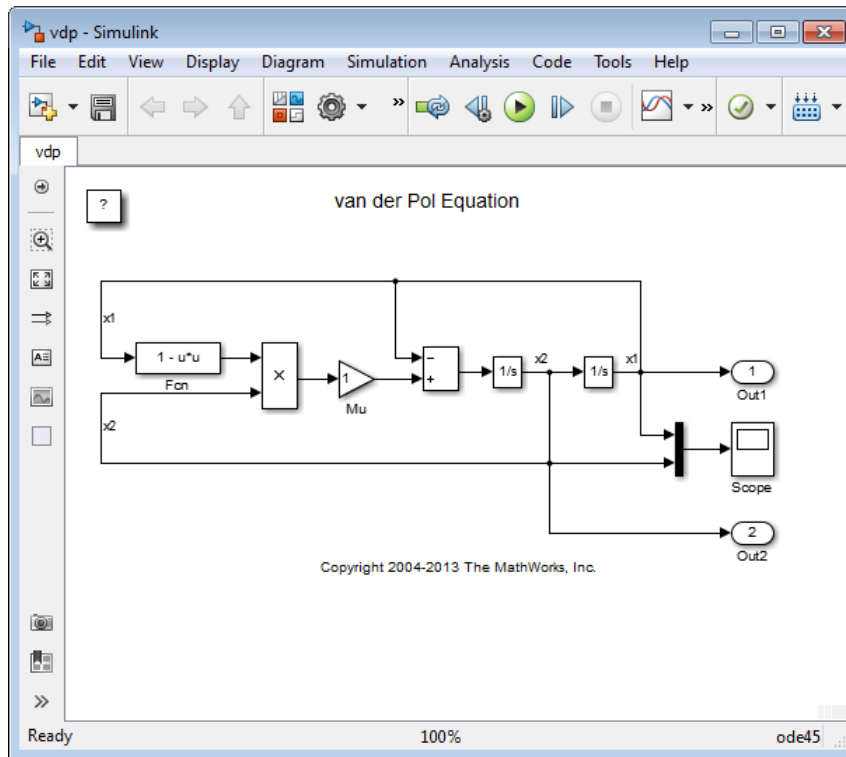 vdp - Simulink
File Edit View Display Diagram Simulation Analysis Code Tools Help
vdp
?
van der Pol Equation
x1
1 - u*u
Fcn
×
1
Mu
−
+
1/s
x2
1/s
x1
1
Out1
x2
Scope
2
Out2
Copyright 2004-2013 The MathWorks, Inc.
Ready 100% ode45